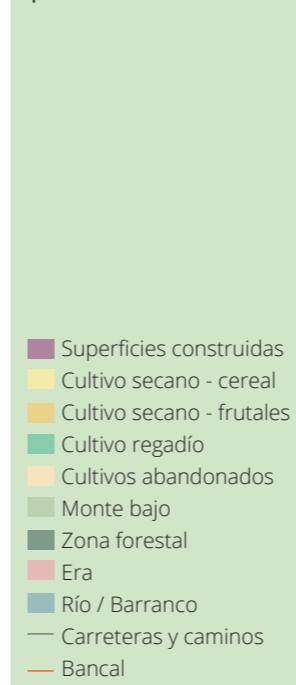 Superficies construidas
Cultivo secano - cereal
Cultivo secano - frutales
Cultivo regadío
Cultivos abandonados
Monte bajo
Zona forestal
Era
Río / Barranco
Carreteras y caminos
Bancal